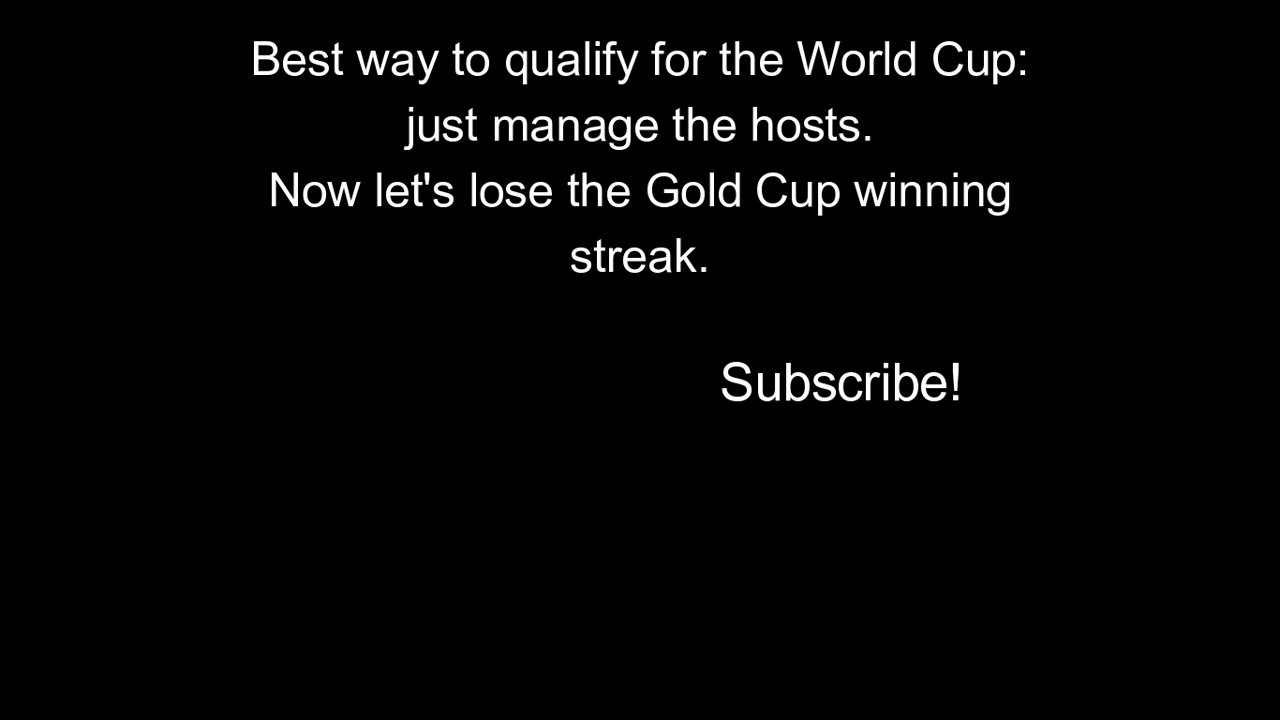 Best way to qualify for the World Cup:
just manage the hosts.
Now let's lose the Gold Cup winning
streak.
Subscribe!